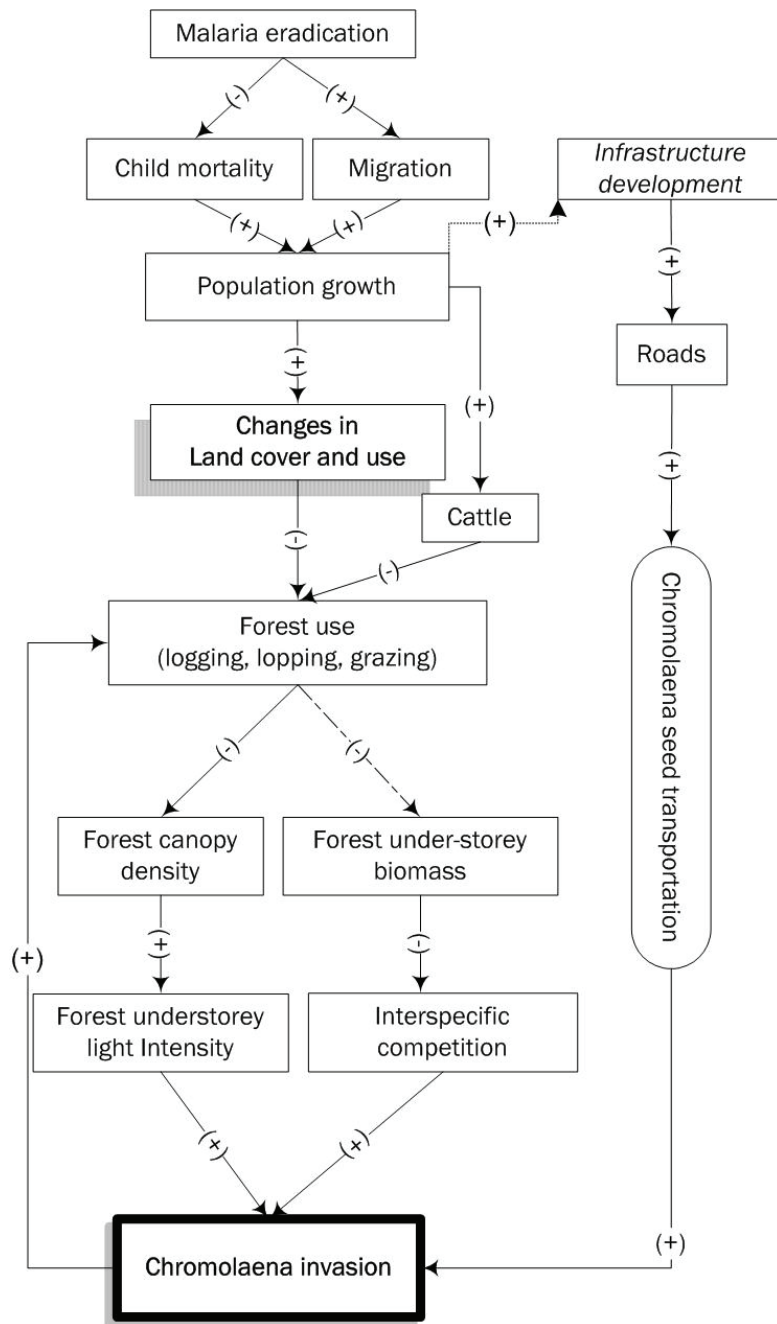 Malaria eradication
(-)
(+)
Child mortality
Migration
Infrastructure
development
(+)
(+)
(+)
(+)
Population growth
Roads
(+)
(+)
(+)
Changes in
Land cover and use
Cattle
(-)
(-)
Forest use
(logging, lopping, grazing)
Chromolaena seed transportation
(-)
(-)
Forest canopy
density
Forest under-storey
biomass
(+)
(-)
(+)
Forest understorey
light Intensity
Interspecific
competition
(+)
(+)
(+)
Chromolaena invasion